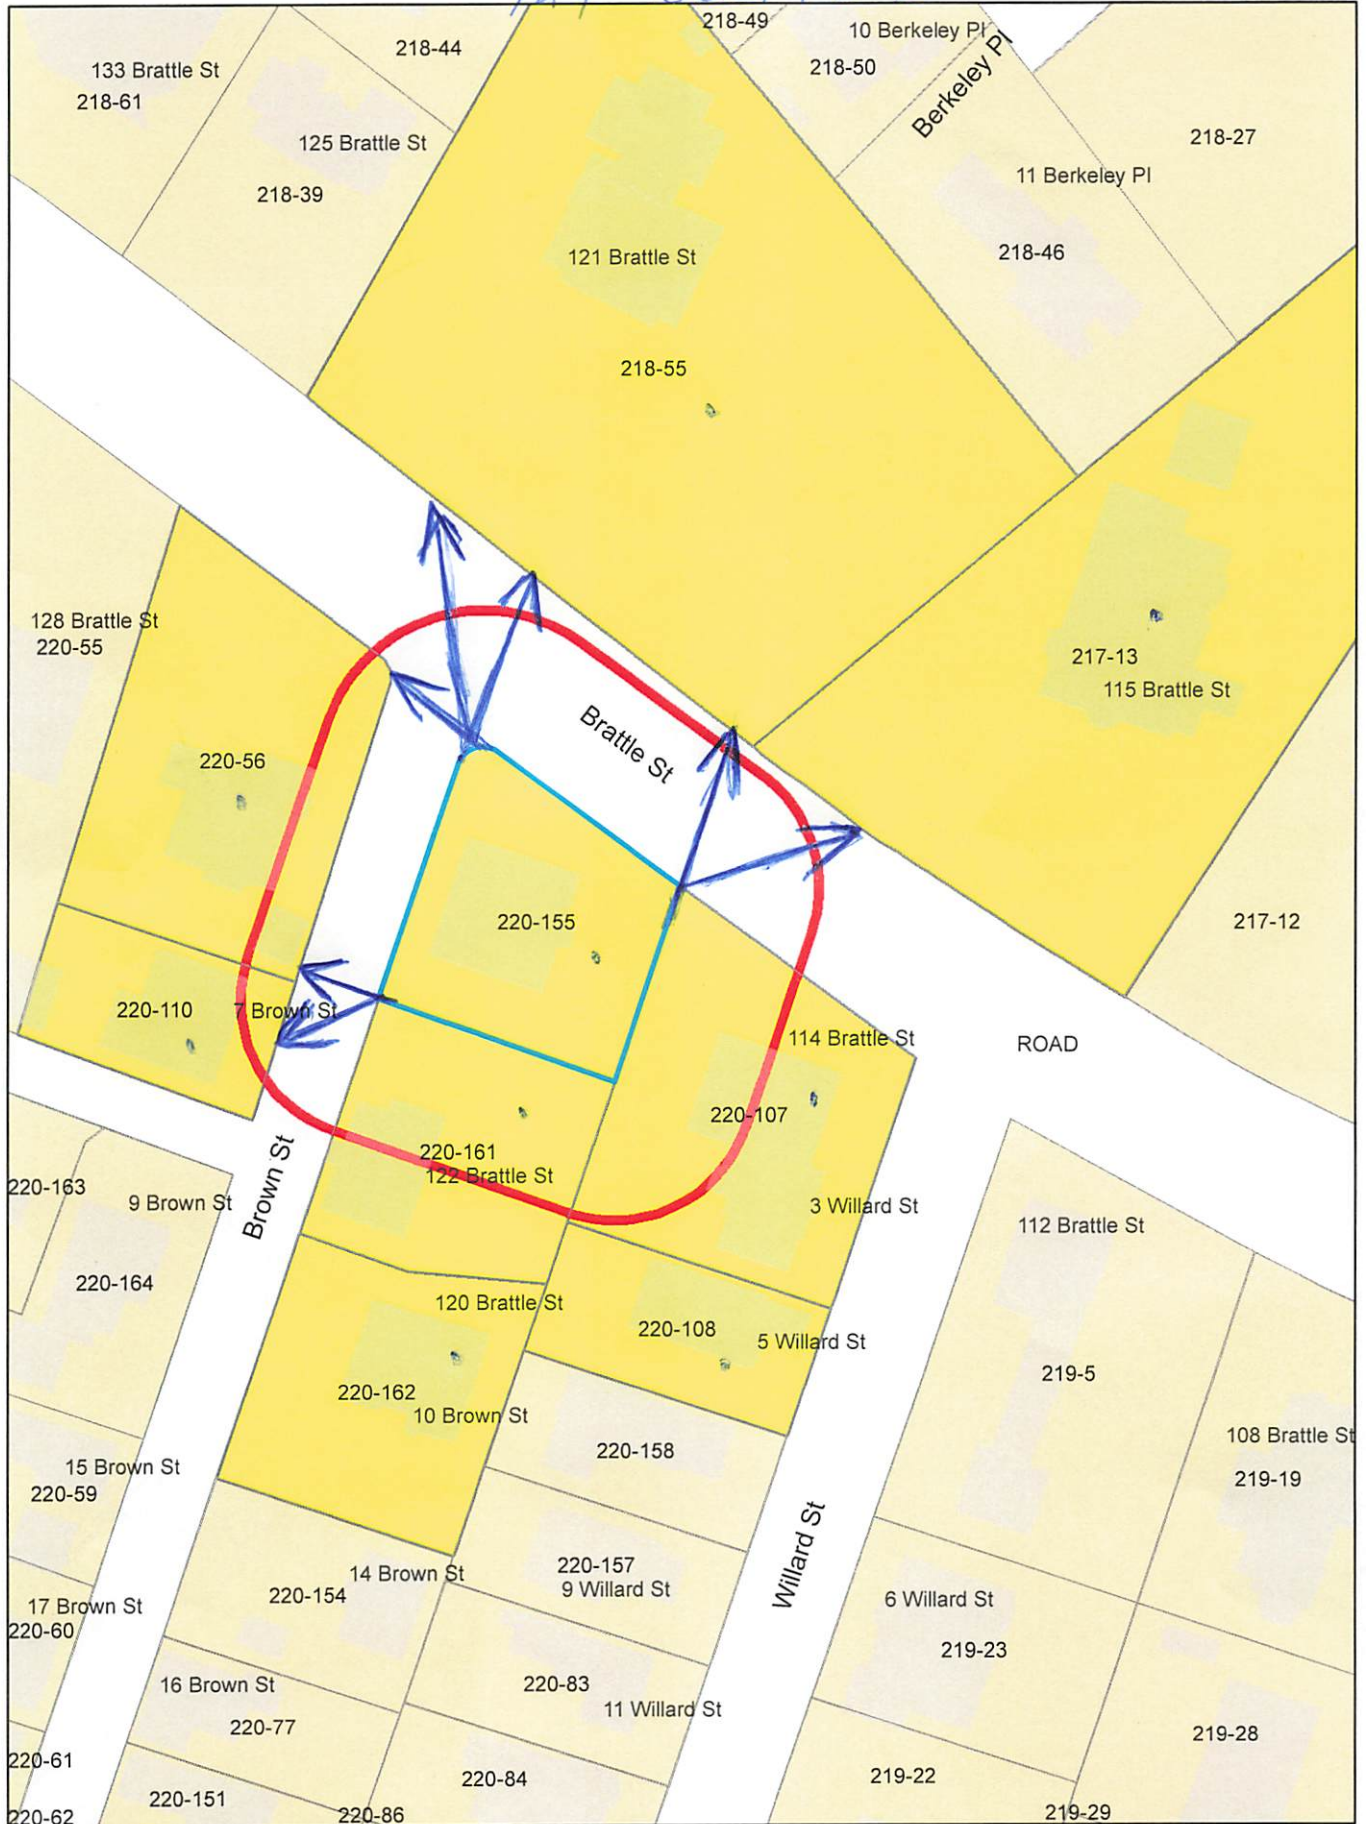 218-49
10 Berkeley Pl
218-44
218-50
133 Brattle St
218-61
Berkeley Pl
125 Brattle St
218-27
11 Berkeley Pl
218-39
121 Brattle St
218-46
218-55
128 Brattle St
220-55
217-13
115 Brattle St
Brattle St
220-56
220-155
217-12
220-110
7 Brown St
114 Brattle St
ROAD
220-107
220-161
122 Brattle St
Brown St
220-163
9 Brown St
3 Willard St
112 Brattle St
220-164
120 Brattle St
220-108
5 Willard St
219-5
220-162
10 Brown St
108 Brattle St
220-158
15 Brown St
219-19
220-59
Willard St
220-157
14 Brown St
9 Willard St
220-154
6 Willard St
17 Brown St
220-60
219-23
16 Brown St
220-83
11 Willard St
220-77
219-28
220-61
220-84
219-22
220-151
220-62
220-86
219-29